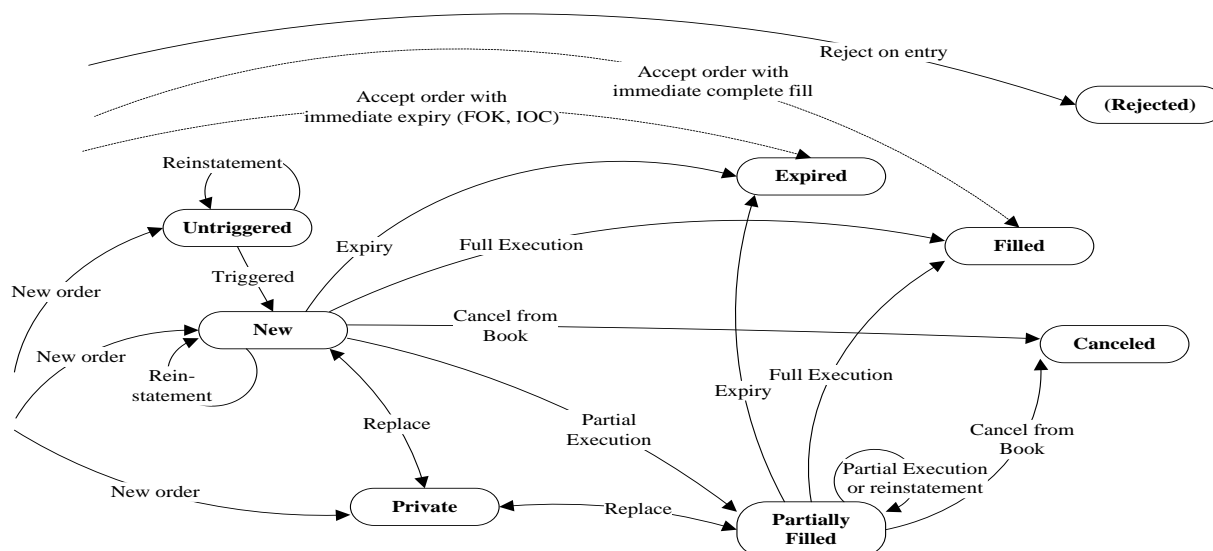 Reject on entry
Accept order with
immediate complete fill
(Rejected)
Accept order with
immediate expiry (FOK, IOC)
Reinstatement
Expired
Untriggered
Expiry
Full Execution
Filled
Triggered
New order
New
Cancel from
Book
Canceled
New order
Rein-
statement
Full Execution
Expiry
Replace
Partial
Execution
Cancel from
Book
Partial Execution
or reinstatement
New order
Private
Replace
Partially
Filled